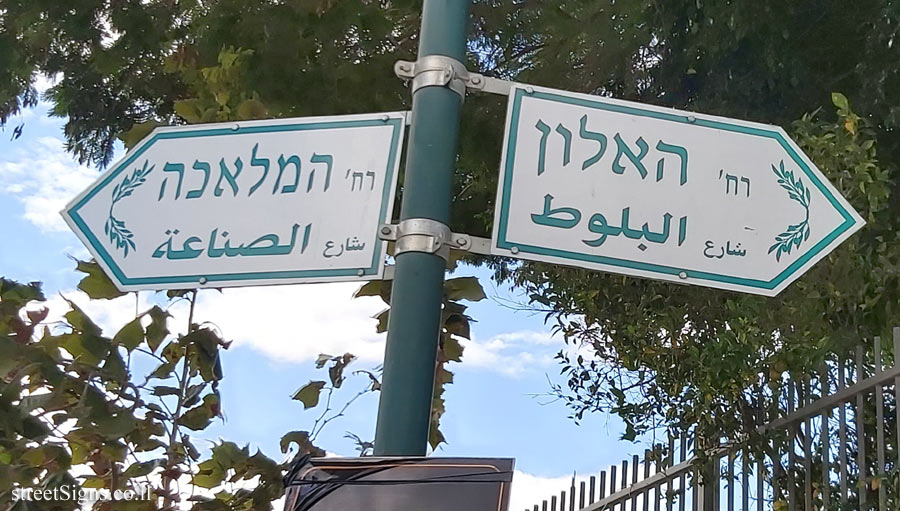 רח' המלאכה
شارع الصناعة
רח' האלון
شارع البلوط
streetSigns.co.il